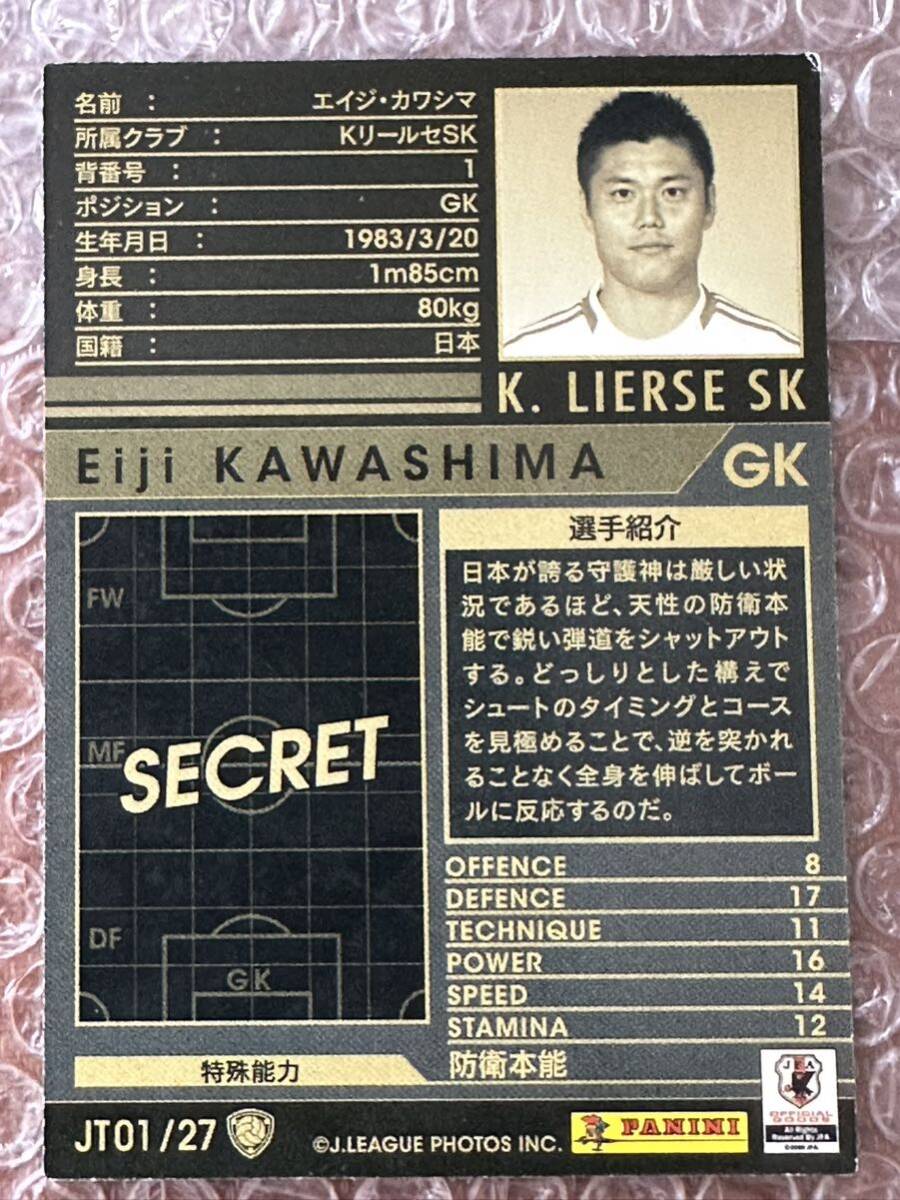 名前 : エイジ・カワシマ
所属クラブ : KリールセSK
背番号 : 1
ポジション : GK
生年月日 : 1983/3/20
身長 : 1m85cm
体重 : 80kg
国籍 : 日本
K. LIERSE SK
Eiji KAWASHIMA GK
FW
MF
SECRET
DF
GK
選手紹介
日本が誇る守護神は厳しい状
況であるほど、天性の防衛本
能で鋭い弾道をシャットアウト
する。どっしりとした構えで
シュートのタイミングとコース
を見極めることで、逆を突かれ
ることなく全身を伸ばしてボー
ルに反応するのだ。
OFFENCE 8
DEFENCE 17
TECHNIQUE 11
POWER 16
SPEED 14
STAMINA 12
特殊能力 防衛本能
JT01/27
©J.LEAGUE PHOTOS INC.
PANINI
JFA
OFFICIAL
GOODS
All Rights
Reserved By JFA